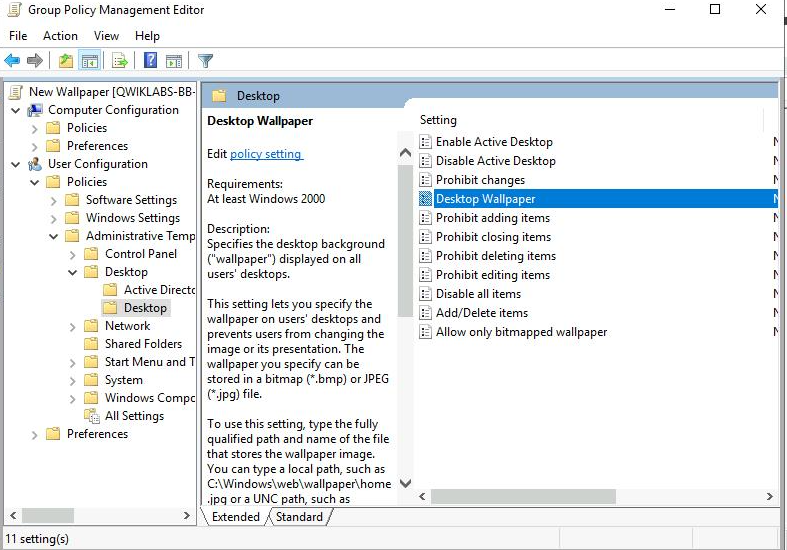 Group Policy Management Editor
File Action View Help
New Wallpaper [QWIKLABS-BB-
Computer Configuration
Policies
Preferences
User Configuration
Policies
Software Settings
Windows Settings
Administrative Temp
Control Panel
Desktop
Active Directo
Desktop
Network
Shared Folders
Start Menu and T
System
Windows Compo
All Settings
Preferences
Desktop
Desktop Wallpaper
Edit policy setting
Requirements:
At least Windows 2000
Description:
Specifies the desktop background
("wallpaper") displayed on all
users' desktops.
This setting lets you specify the
wallpaper on users' desktops and
prevents users from changing the
image or its presentation. The
wallpaper you specify can be
stored in a bitmap (*.bmp) or JPEG
(*.jpg) file.
To use this setting, type the fully
qualified path and name of the file
that stores the wallpaper image.
You can type a local path, such as
C:\Windows\web\wallpaper\home
.jpg or a UNC path, such as
Setting
Enable Active Desktop N
Disable Active Desktop N
Prohibit changes N
Desktop Wallpaper N
Prohibit adding items N
Prohibit closing items N
Prohibit deleting items N
Prohibit editing items N
Disable all items N
Add/Delete items N
Allow only bitmapped wallpaper N
Extended Standard
11 setting(s)